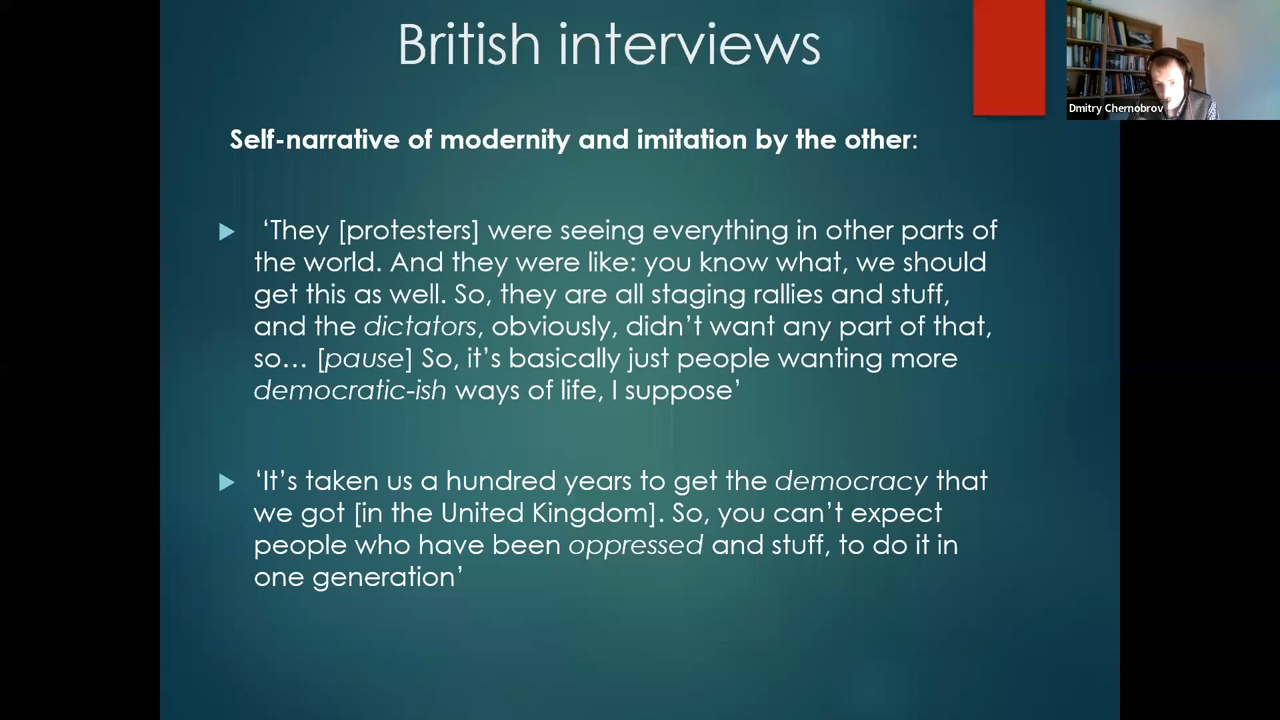 British interviews
Dmitry Chernobrov
Self-narrative of modernity and imitation by the other:
‘They [protesters] were seeing everything in other parts of
the world. And they were like: you know what, we should
get this as well. So, they are all staging rallies and stuff,
and the dictators, obviously, didn’t want any part of that,
so… [pause] So, it’s basically just people wanting more
democratic-ish ways of life, I suppose’
‘It’s taken us a hundred years to get the democracy that
we got [in the United Kingdom]. So, you can’t expect
people who have been oppressed and stuff, to do it in
one generation’